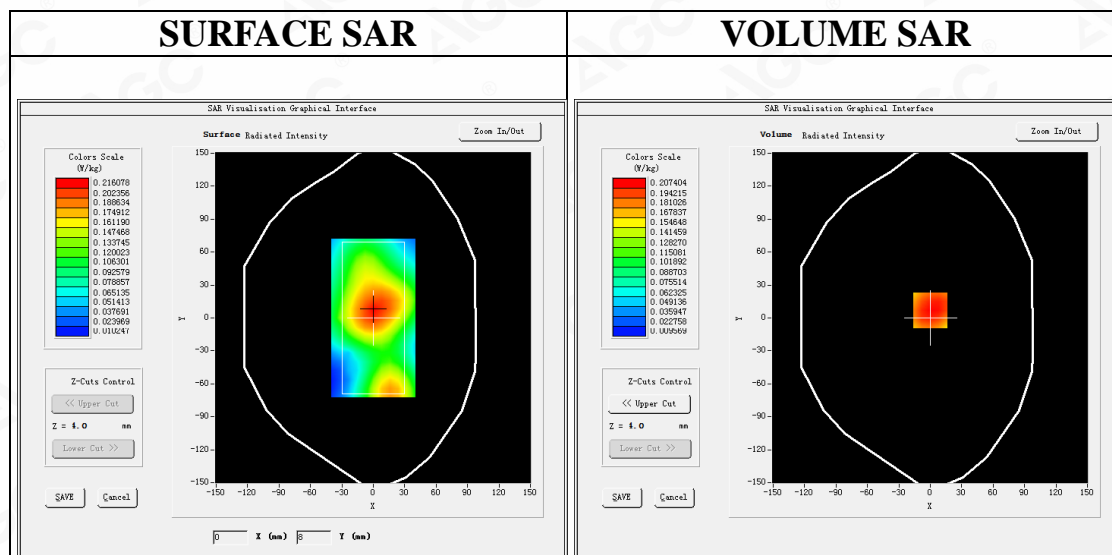 SURFACE SAR
VOLUME SAR
SAR Visualisation Graphical Interface
Surface Radiated Intensity
Zoom In/Out
Colors Scale
(W/kg)
0.216078
0.202356
0.188634
0.174912
0.161190
0.147468
0.133745
0.120023
0.106301
0.092579
0.078857
0.065135
0.051413
0.037691
0.023969
0.010247
150
120
90
60
30
0
-30
-60
-90
-120
-150
Y
-150 -120 -90 -60 -30 0 30 60 90 120 150
X
Z-Cuts Control
<< Upper Cut
Z = 4.0 mm
Lower Cut >>
SAVE Cancel
0 X (mm) 8 Y (mm)
SAR Visualisation Graphical Interface
Volume Radiated Intensity
Zoom In/Out
Colors Scale
(W/kg)
0.207404
0.194215
0.181026
0.167837
0.154648
0.141459
0.128270
0.115081
0.101892
0.088703
0.075514
0.062325
0.049136
0.035947
0.022758
0.009569
150
120
90
60
30
0
-30
-60
-90
-120
-150
Y
-150 -120 -90 -60 -30 0 30 60 90 120 150
X
Z-Cuts Control
<< Upper Cut
Z = 4.0 mm
Lower Cut >>
SAVE Cancel